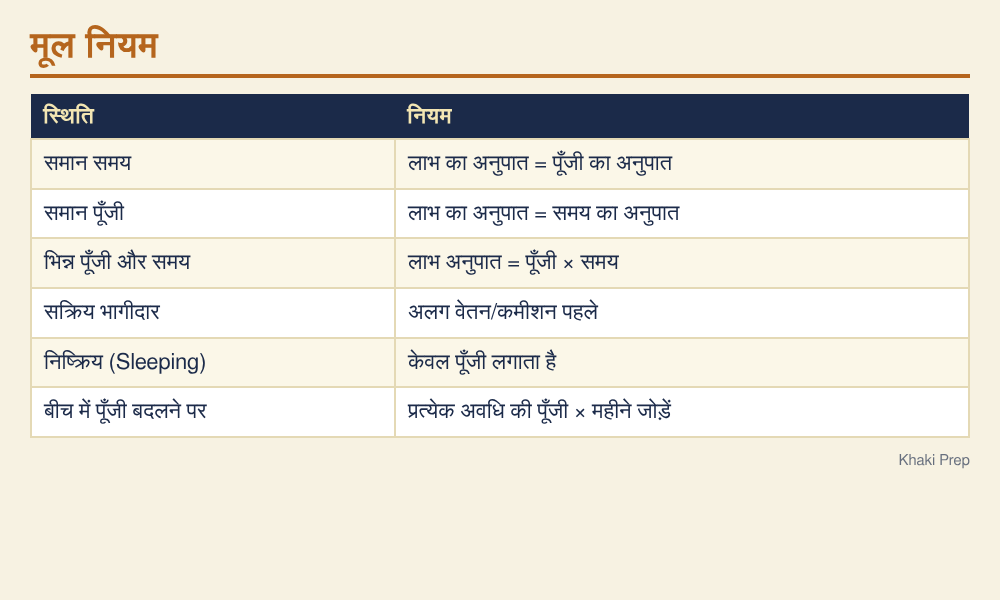 मूल नियम
स्थिति नियम
समान समय लाभ का अनुपात = पूँजी का अनुपात
समान पूँजी लाभ का अनुपात = समय का अनुपात
भिन्न पूँजी और समय लाभ अनुपात = पूँजी × समय
सक्रिय भागीदार अलग वेतन/कमीशन पहले
निष्क्रिय (Sleeping) केवल पूँजी लगाता है
बीच में पूँजी बदलने पर प्रत्येक अवधि की पूँजी × महीने जोड़ें
Khaki Prep